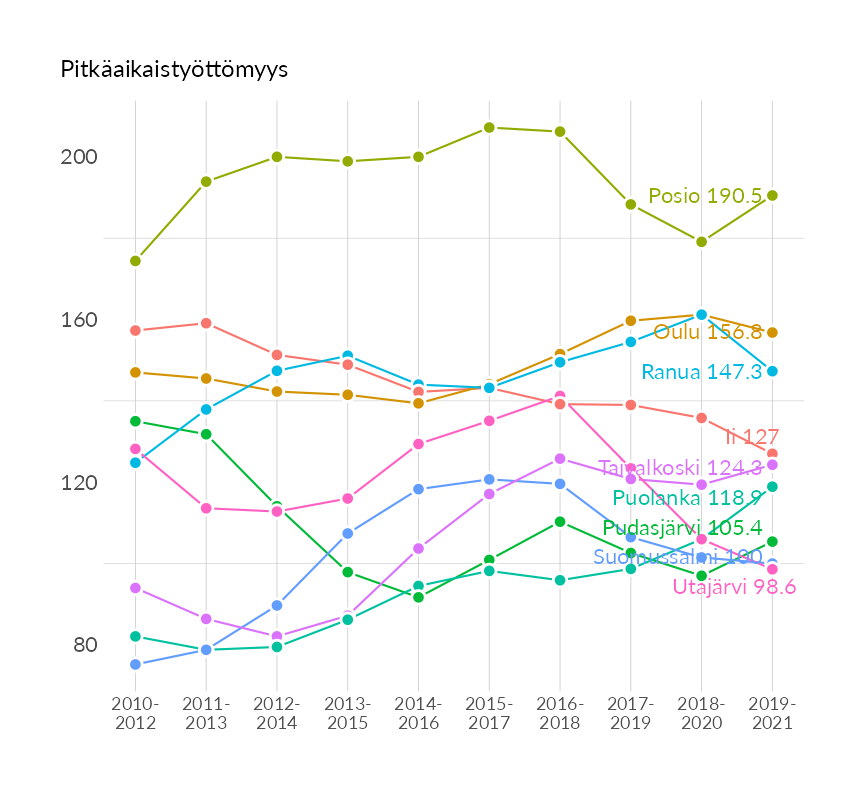 Pitkäaikaistyöttömyys
200
160
120
80
Posio 190.5
Oulu 156.8
Ranua 147.3
Ii 127
Taivalkoski 124.3
Puolanka 118.9
Pudasjärvi 105.4
Suomussalmi 100
Utajärvi 98.6
2010-
2012
2011-
2013
2012-
2014
2013-
2015
2014-
2016
2015-
2017
2016-
2018
2017-
2019
2018-
2020
2019-
2021